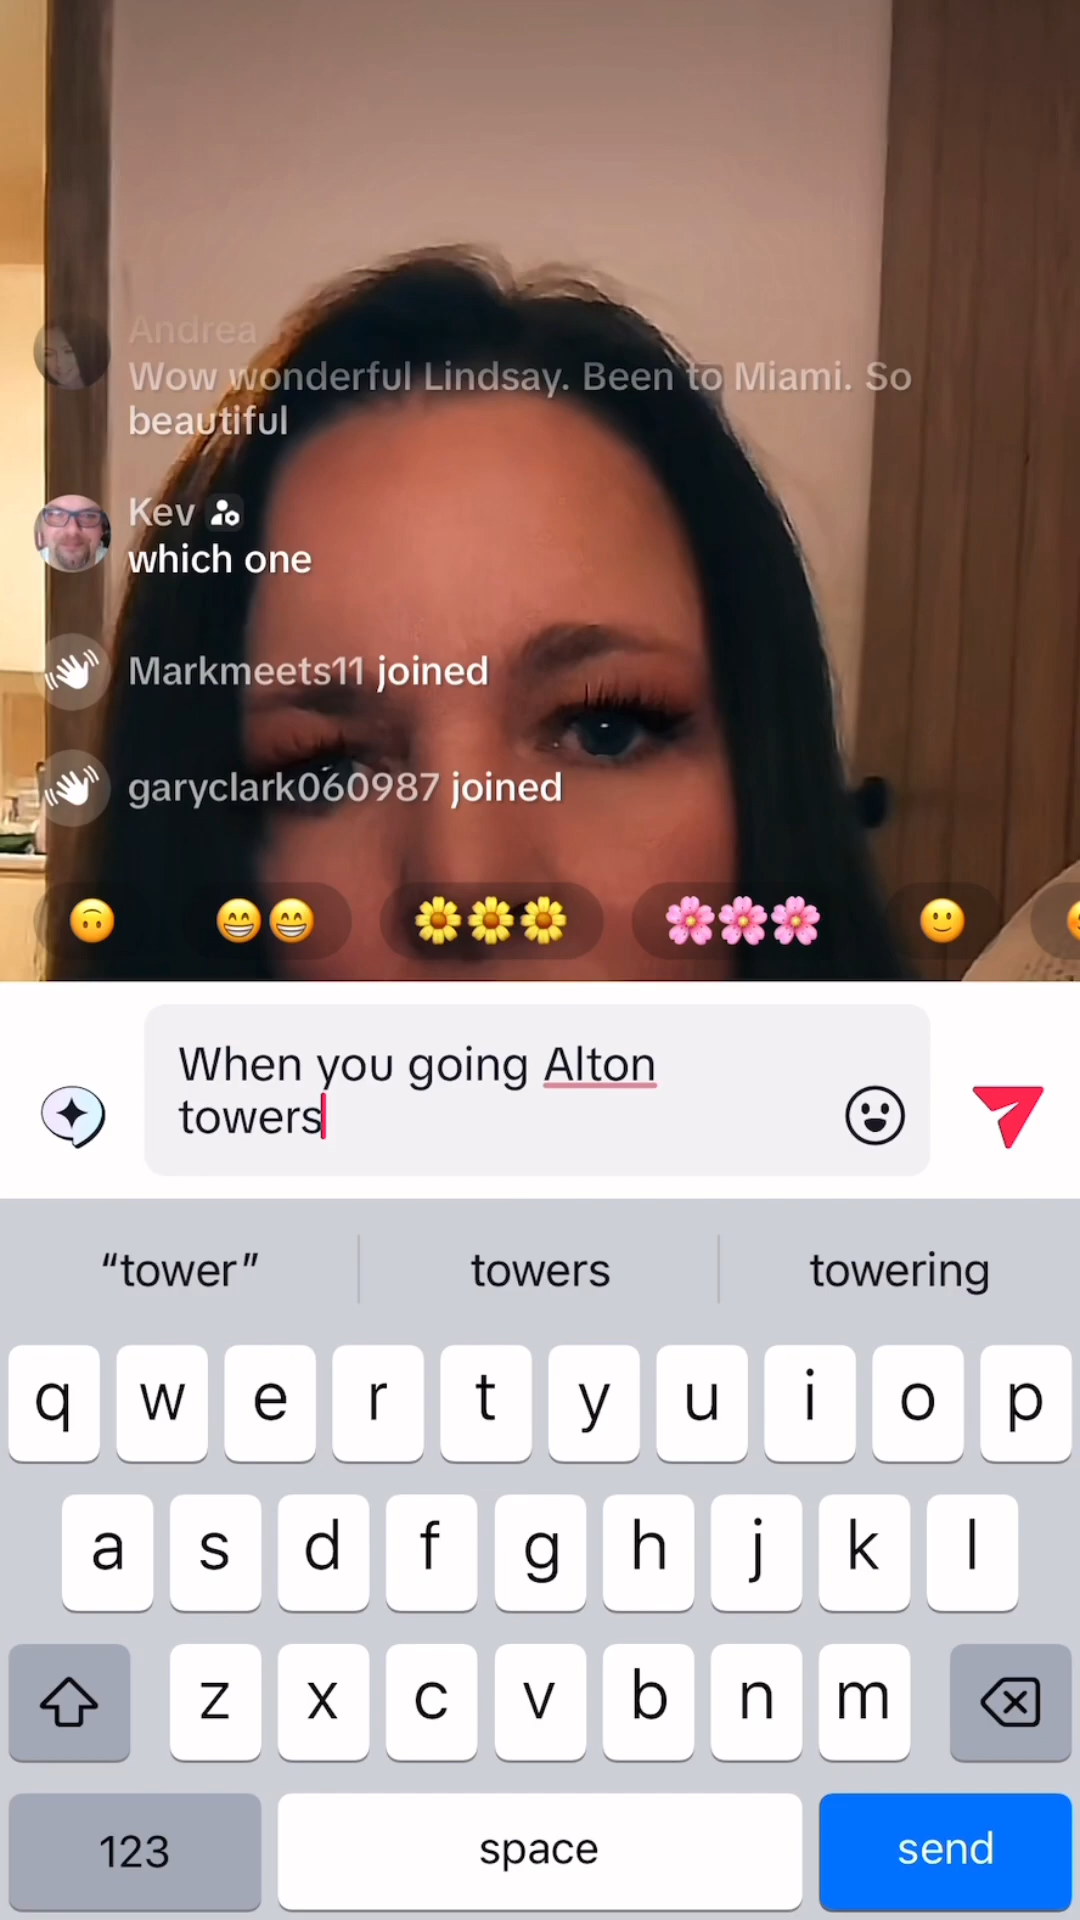 Andrea
Wow wonderful Lindsay. Been to Miami. So
beautiful
Kev
which one
Markmeets11 joined
garyclark060987 joined
When you going Alton
towers
“tower” towers towering
q w e r t y u i o p
a s d f g h j k l
z x c v b n m
123 space send